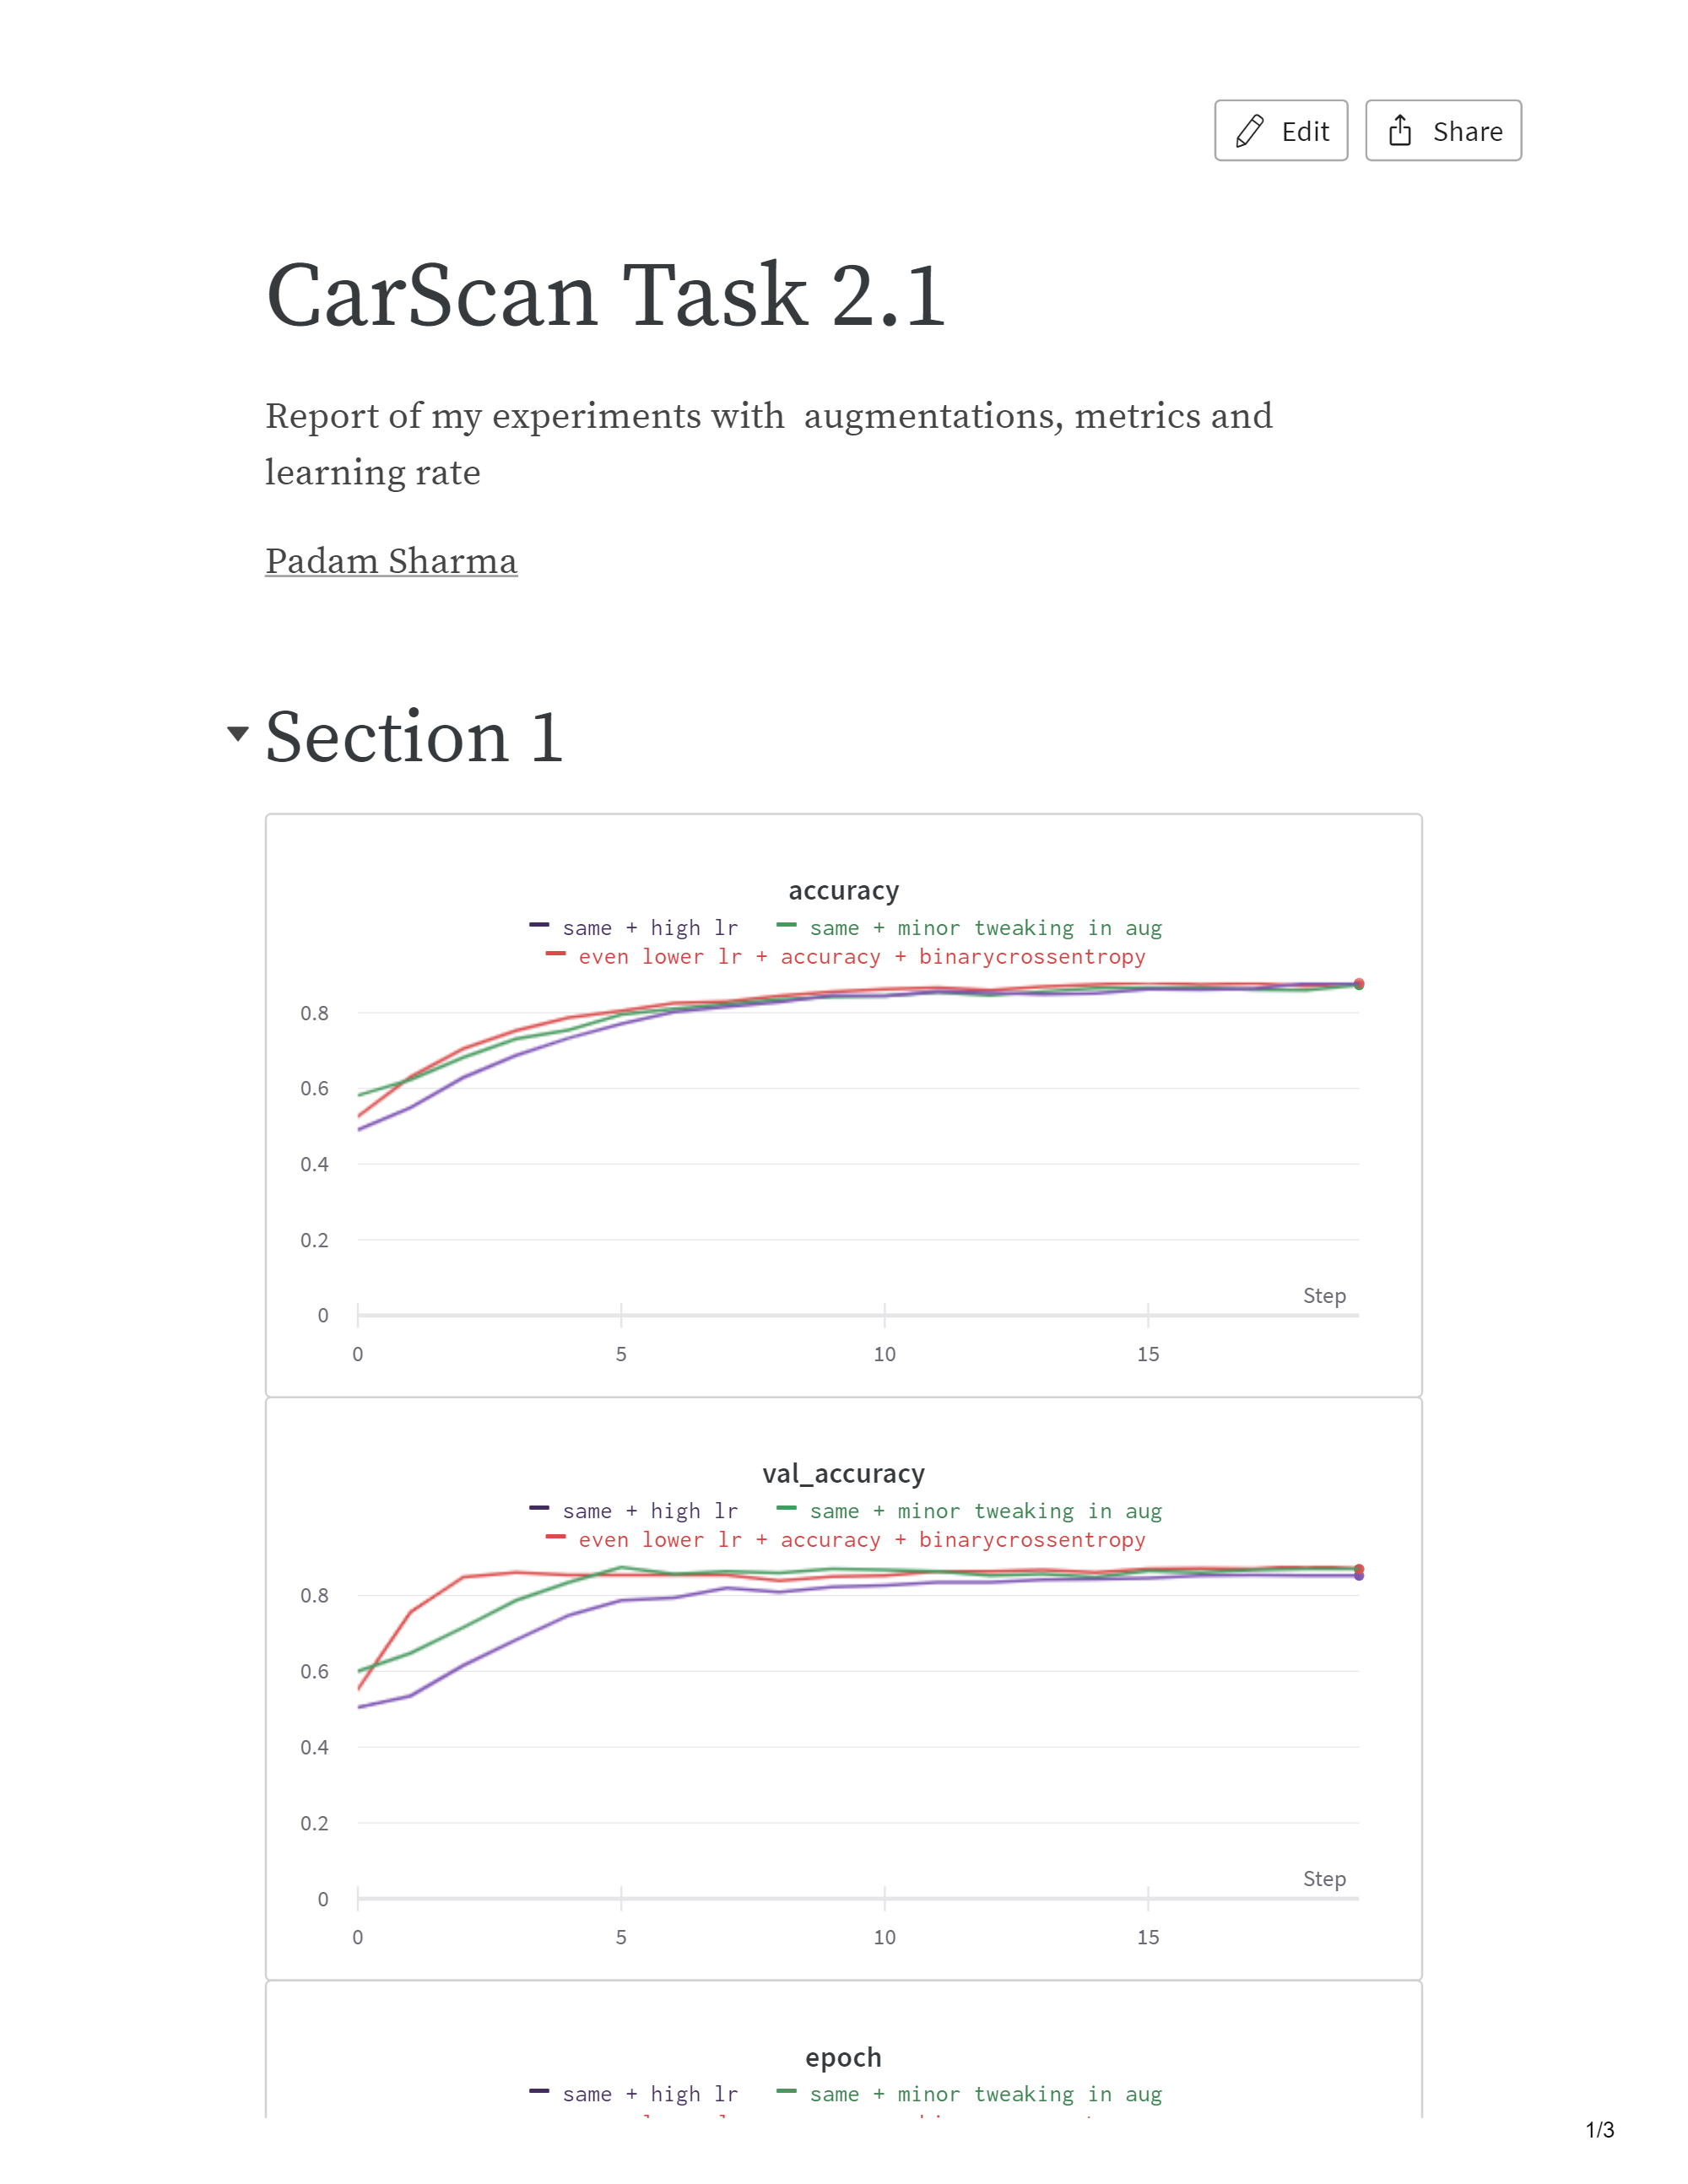 Edit Share
CarScan Task 2.1
Report of my experiments with  augmentations, metrics and
learning rate
Padam Sharma
Section 1
accuracy
same + high lr same + minor tweaking in aug
even lower lr + accuracy + binarycrossentropy
0.8
0.6
0.4
0.2
Step
0
0 5 10 15
val_accuracy
same + high lr same + minor tweaking in aug
even lower lr + accuracy + binarycrossentropy
0.8
0.6
0.4
0.2
Step
0
0 5 10 15
epoch
same + high lr same + minor tweaking in aug
1/3